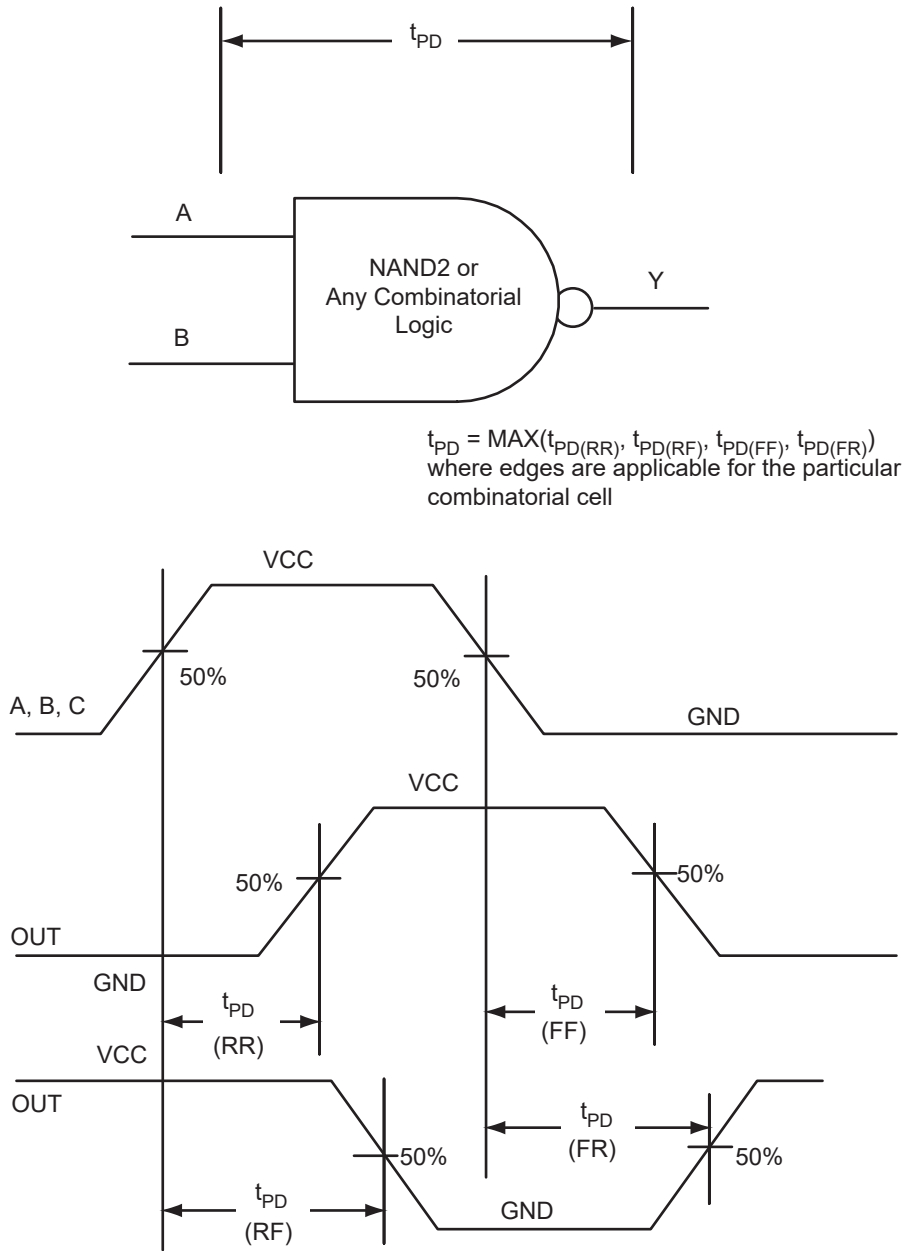 tPD
A
NAND2 or
Any Combinatorial
Logic
Y
B
tPD = MAX(tPD(RR), tPD(RF), tPD(FF), tPD(FR))
where edges are applicable for the particular
combinatorial cell
VCC
50%
50%
A, B, C
GND
VCC
50%
50%
OUT
GND
tPD
(RR)
tPD
(FF)
VCC
OUT
tPD
(FR)
50%
50%
tPD
(RF)
GND